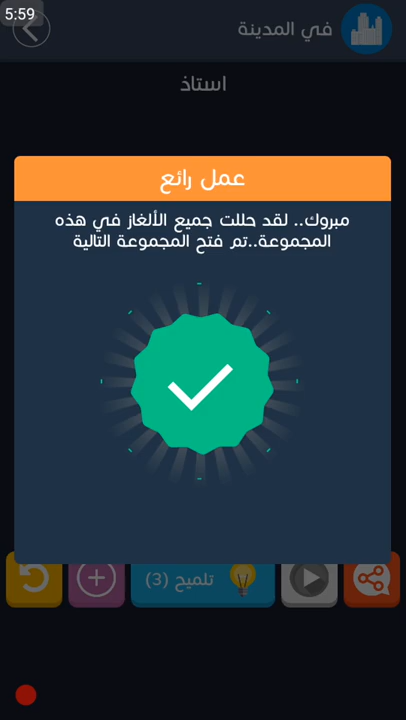 5:59
في المدينة
استاذ
عمل رائع
مبروك.. لقد حللت جميع الألغاز في هذه
المجموعة..تم فتح المجموعة التالية
تلميح (3)